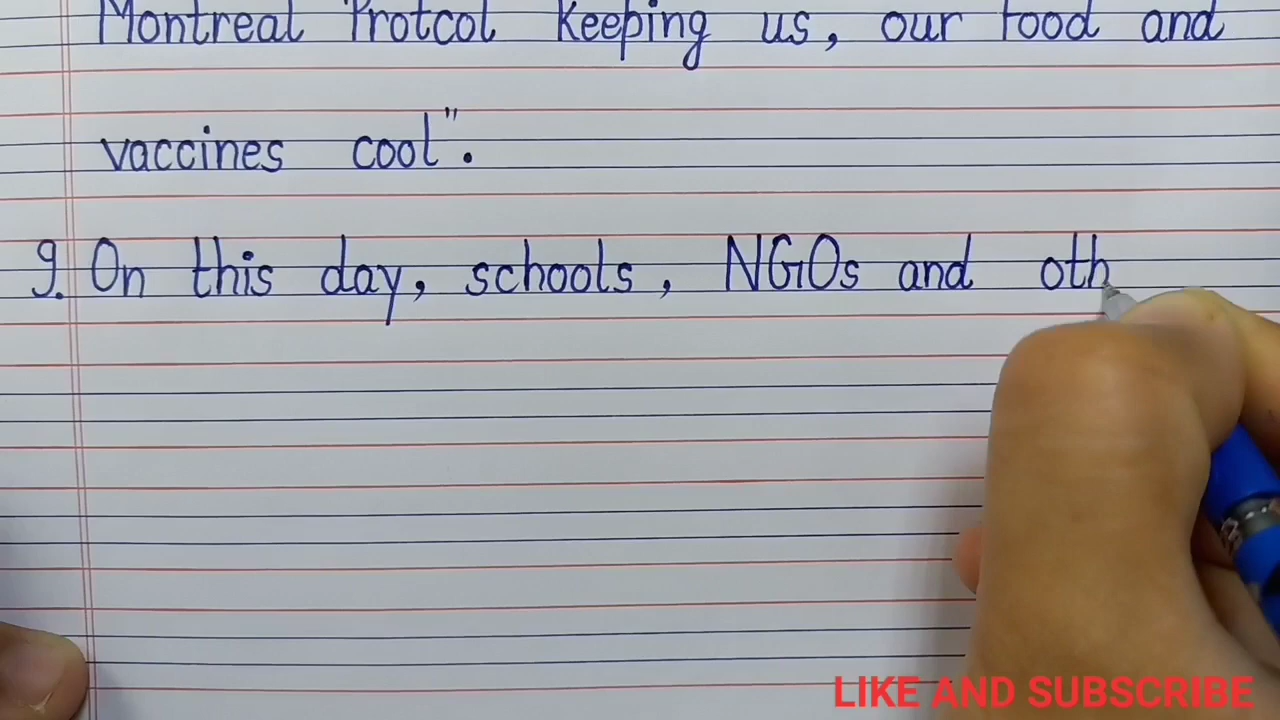 Montreal Protcol Keeping us, our food and
vaccines cool".
9. On this day, schools, NGOs and oth
LIKE AND SUBSCRIBE